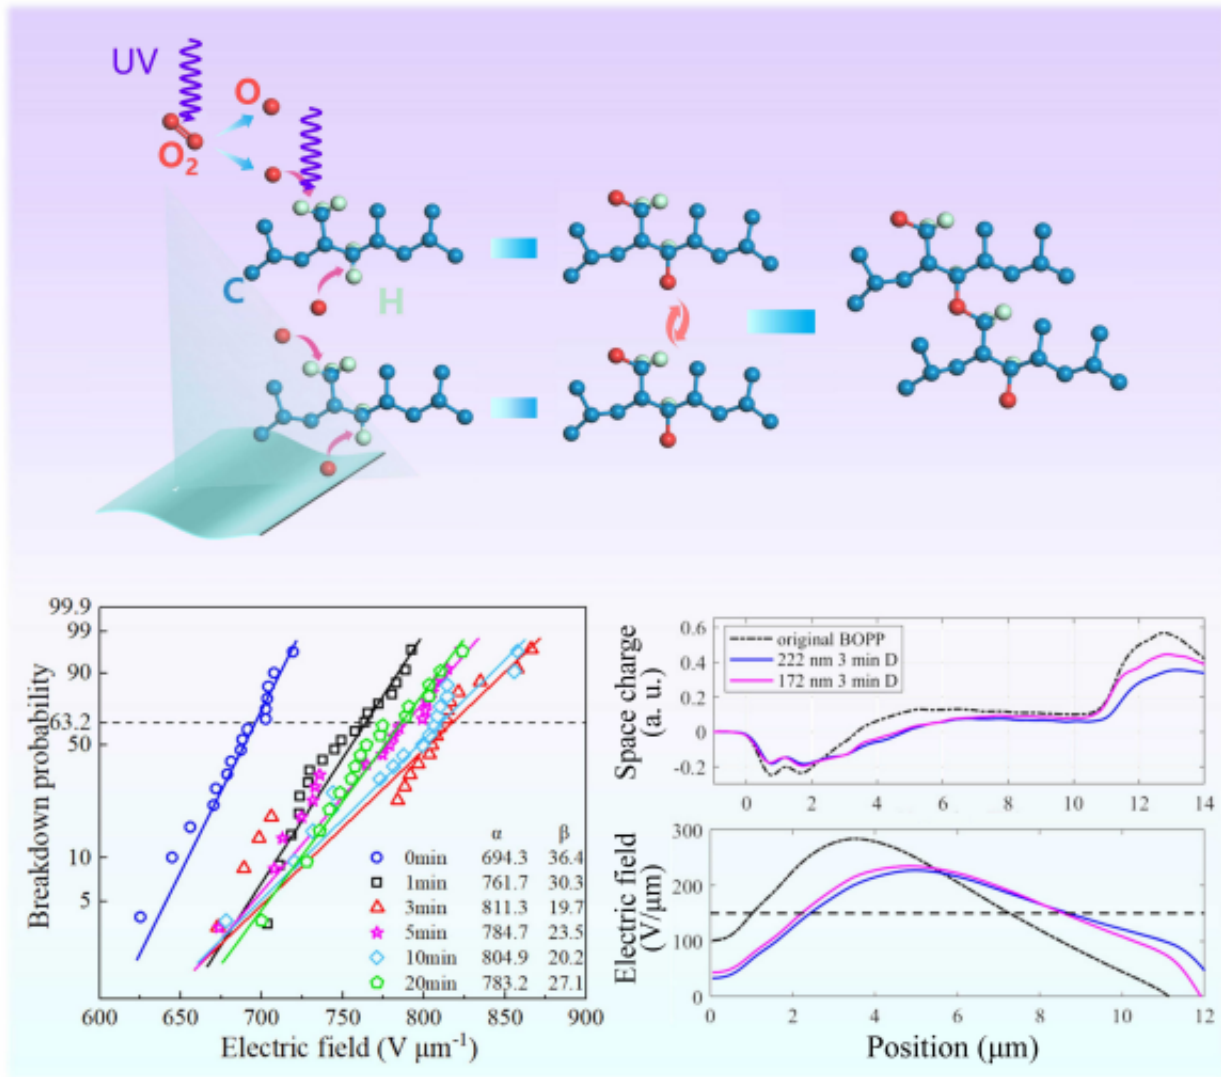 UV
O
O2
C
H
99.9
99
90
63.2
50
10
5
Breakdown probability
α β
0min 694.3 36.4
1min 761.7 30.3
3min 811.3 19.7
5min 784.7 23.5
10min 804.9 20.2
20min 783.2 27.1
600 650 700 750 800 850 900
Electric field (V μm⁻¹)
Space charge
(a. u.)
0.6
0.4
0.2
0
-0.2
original BOPP
222 nm 3 min D
172 nm 3 min D
0 2 4 6 8 10 12 14
Electric field
(V/μm)
300
200
100
0
0 2 4 6 8 10 12
Position (μm)